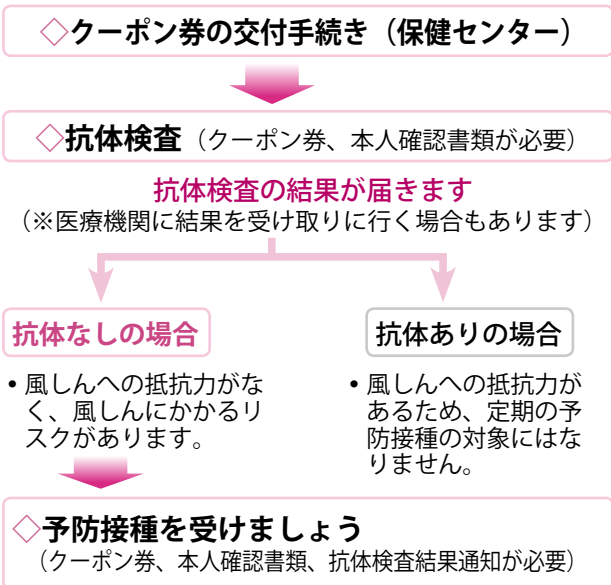 ◇クーポン券の交付手続き（保健センター）
◇抗体検査（クーポン券、本人確認書類が必要）
抗体検査の結果が届きます
（※医療機関に結果を受け取りに行く場合もあります）
抗体なしの場合
• 風しんへの抵抗力がな
く、風しんにかかるリ
スクがあります。
抗体ありの場合
• 風しんへの抵抗力が
あるため、定期の予
防接種の対象にはな
りません。
◇予防接種を受けましょう
（クーポン券、本人確認書類、抗体検査結果通知が必要）